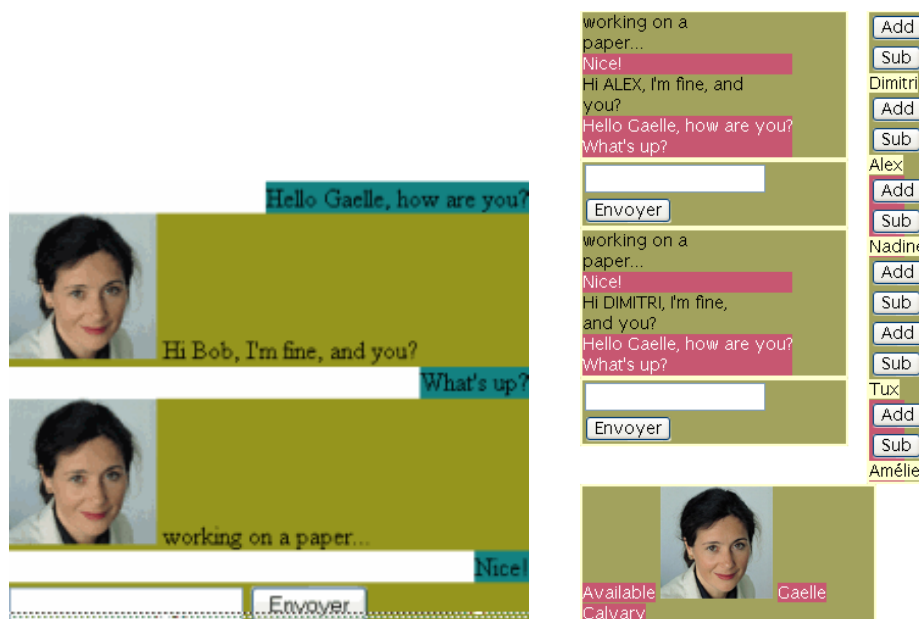 Hello Gaelle, how are you?
Hi Bob, I'm fine, and you?
What's up?
working on a paper...
Nice!
Envoyer
working on a
paper...
Nice!
Hi ALEX, I'm fine, and
you?
Hello Gaelle, how are you?
What's up?
Envoyer
working on a
paper...
Nice!
Hi DIMITRI, I'm fine,
and you?
Hello Gaelle, how are you?
What's up?
Envoyer
Available Gaelle
Calvary
Add
Sub
Dimitri
Add
Sub
Alex
Add
Sub
Nadine
Add
Sub
Add
Sub
Tux
Add
Sub
Amélie